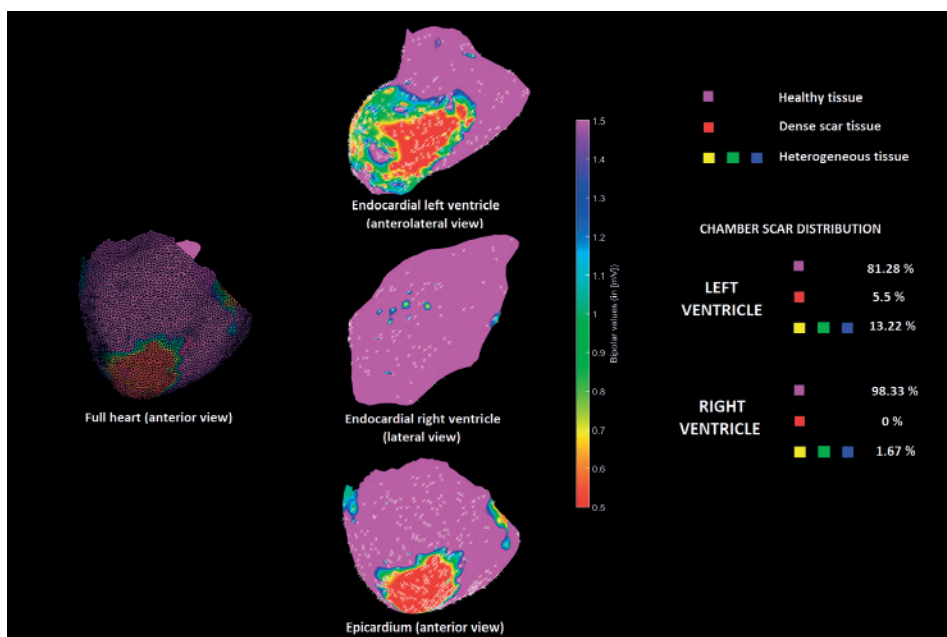 Endocardial left ventricle
(anterolateral view)
Full heart (anterior view)
Endocardial right ventricle
(lateral view)
Epicardium (anterior view)
1.5
1.4
1.3
1.2
1.1
1
0.9
0.8
0.7
0.6
0.5
Bipolar values (in [mV])
Healthy tissue
Dense scar tissue
Heterogeneous tissue
CHAMBER SCAR DISTRIBUTION
LEFT
VENTRICLE
81.28 %
5.5 %
13.22 %
RIGHT
VENTRICLE
98.33 %
0 %
1.67 %